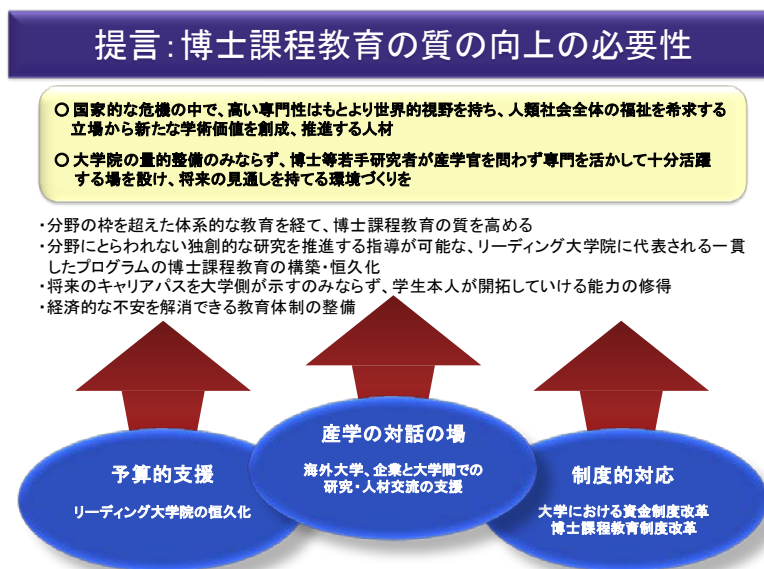 提言:博士課程教育の質の向上の必要性
○ 国家的な危機の中で、高い専門性はもとより世界的視野を持ち、人類社会全体の福祉を希求する
立場から新たな学術価値を創成、推進する人材
○ 大学院の量的整備のみならず、博士等若手研究者が産学官を問わず専門を活かして十分活躍
する場を設け、将来の見通しを持てる環境づくりを
・分野の枠を超えた体系的な教育を経て、博士課程教育の質を高める
・分野にとらわれない独創的な研究を推進する指導が可能な、リーディング大学院に代表される一貫
したプログラムの博士課程教育の構築・恒久化
・将来のキャリアパスを大学側が示すのみならず、学生本人が開拓していける能力の修得
・経済的な不安を解消できる教育体制の整備
予算的支援
リーディング大学院の恒久化
産学の対話の場
海外大学、企業と大学間での
研究・人材交流の支援
制度的対応
大学における資金制度改革
博士課程教育制度改革